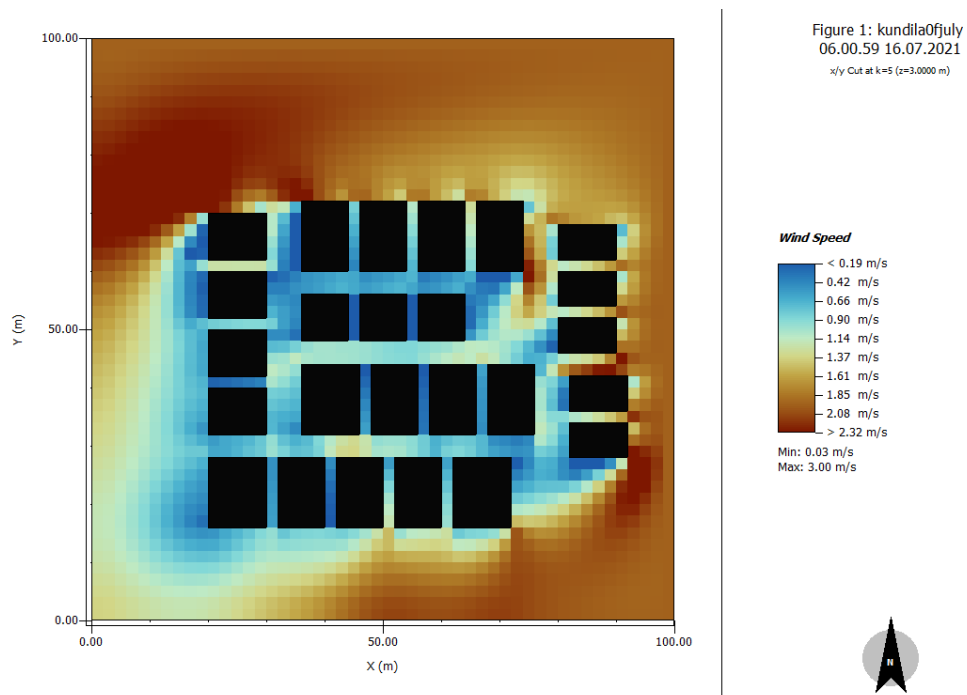 Figure 1: kundila0fjuly
06.00.59 16.07.2021
x/y Cut at k=5 (z=3.0000 m)
100.00
50.00
0.00
Y (m)
0.00
50.00
100.00
X (m)
Wind Speed
< 0.19 m/s
0.42 m/s
0.66 m/s
0.90 m/s
1.14 m/s
1.37 m/s
1.61 m/s
1.85 m/s
2.08 m/s
> 2.32 m/s
Min: 0.03 m/s
Max: 3.00 m/s
N